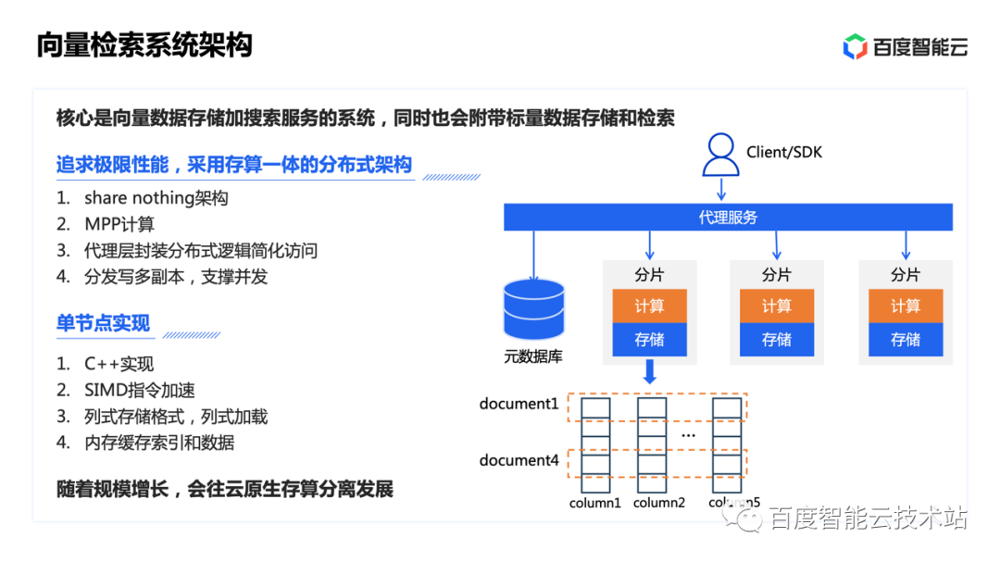 向量检索系统架构
百度智能云
核心是向量数据存储加搜索服务的系统，同时也会附带标量数据存储和检索
追求极限性能，采用存算一体的分布式架构
1. share nothing架构
2. MPP计算
3. 代理层封装分布式逻辑简化访问
4. 分发写多副本，支撑并发
单节点实现
1. C++实现
2. SIMD指令加速
3. 列式存储格式，列式加载
4. 内存缓存索引和数据
随着规模增长，会往云原生存算分离发展
Client/SDK
代理服务
元数据库
分片
计算
存储
分片
计算
存储
分片
计算
存储
document1
...
document4
column1 column2 column5
百度智能云技术站